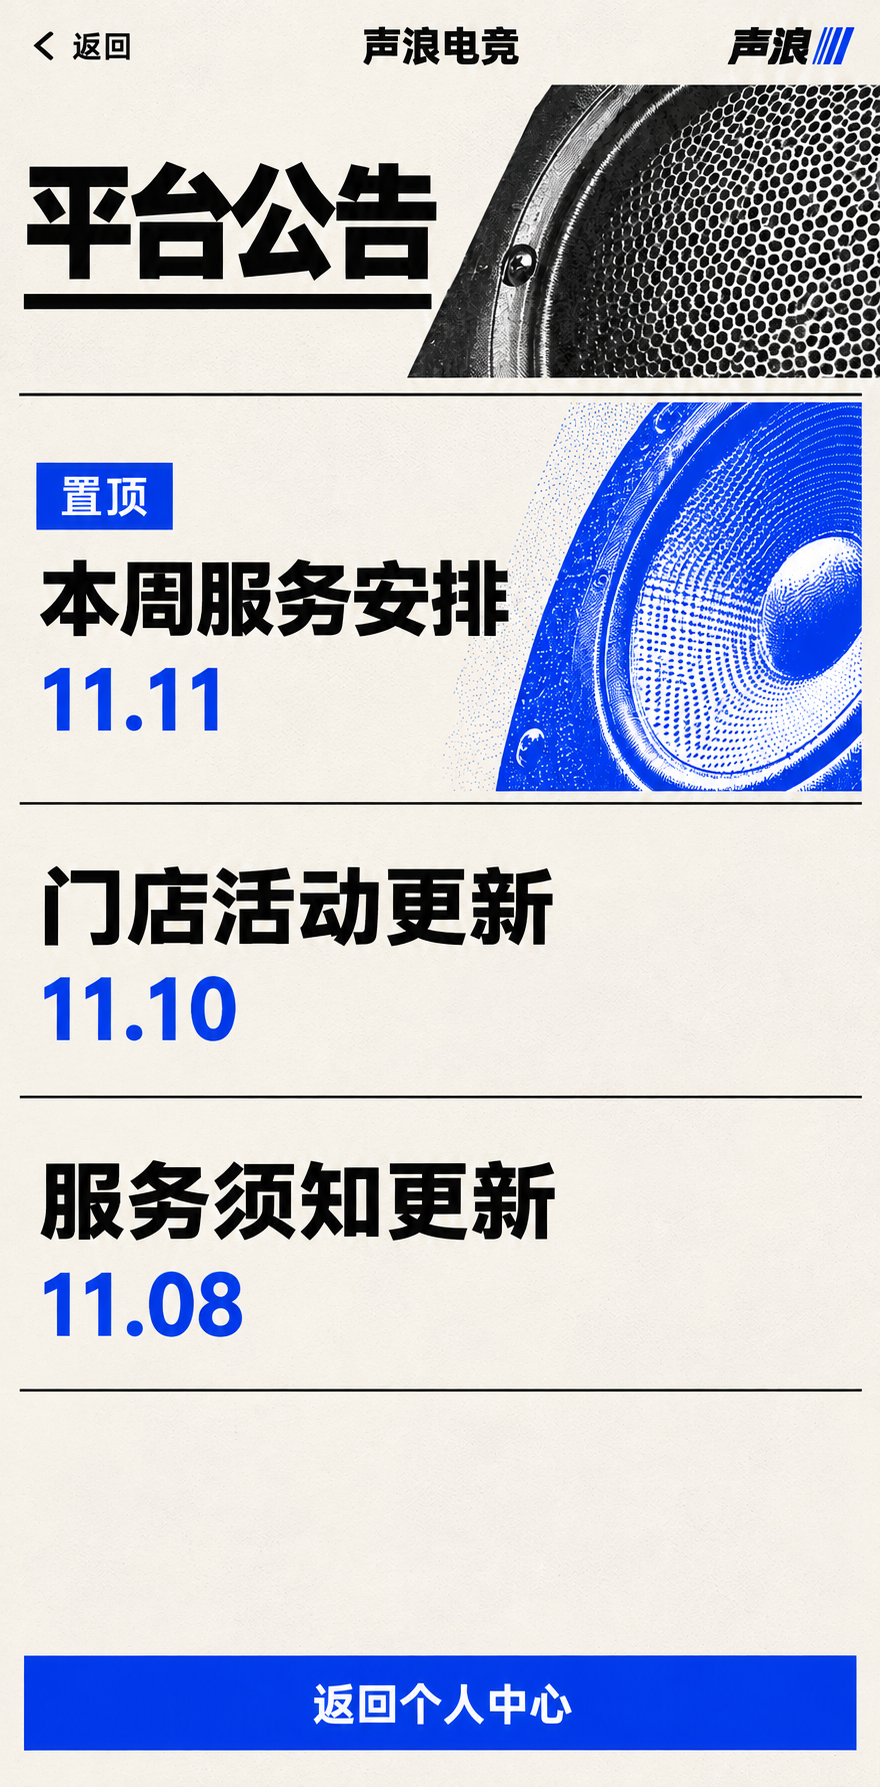 返回
声浪电竞
声浪
平台公告
置顶
本周服务安排
11.11
门店活动更新
11.10
服务须知更新
11.08
返回个人中心